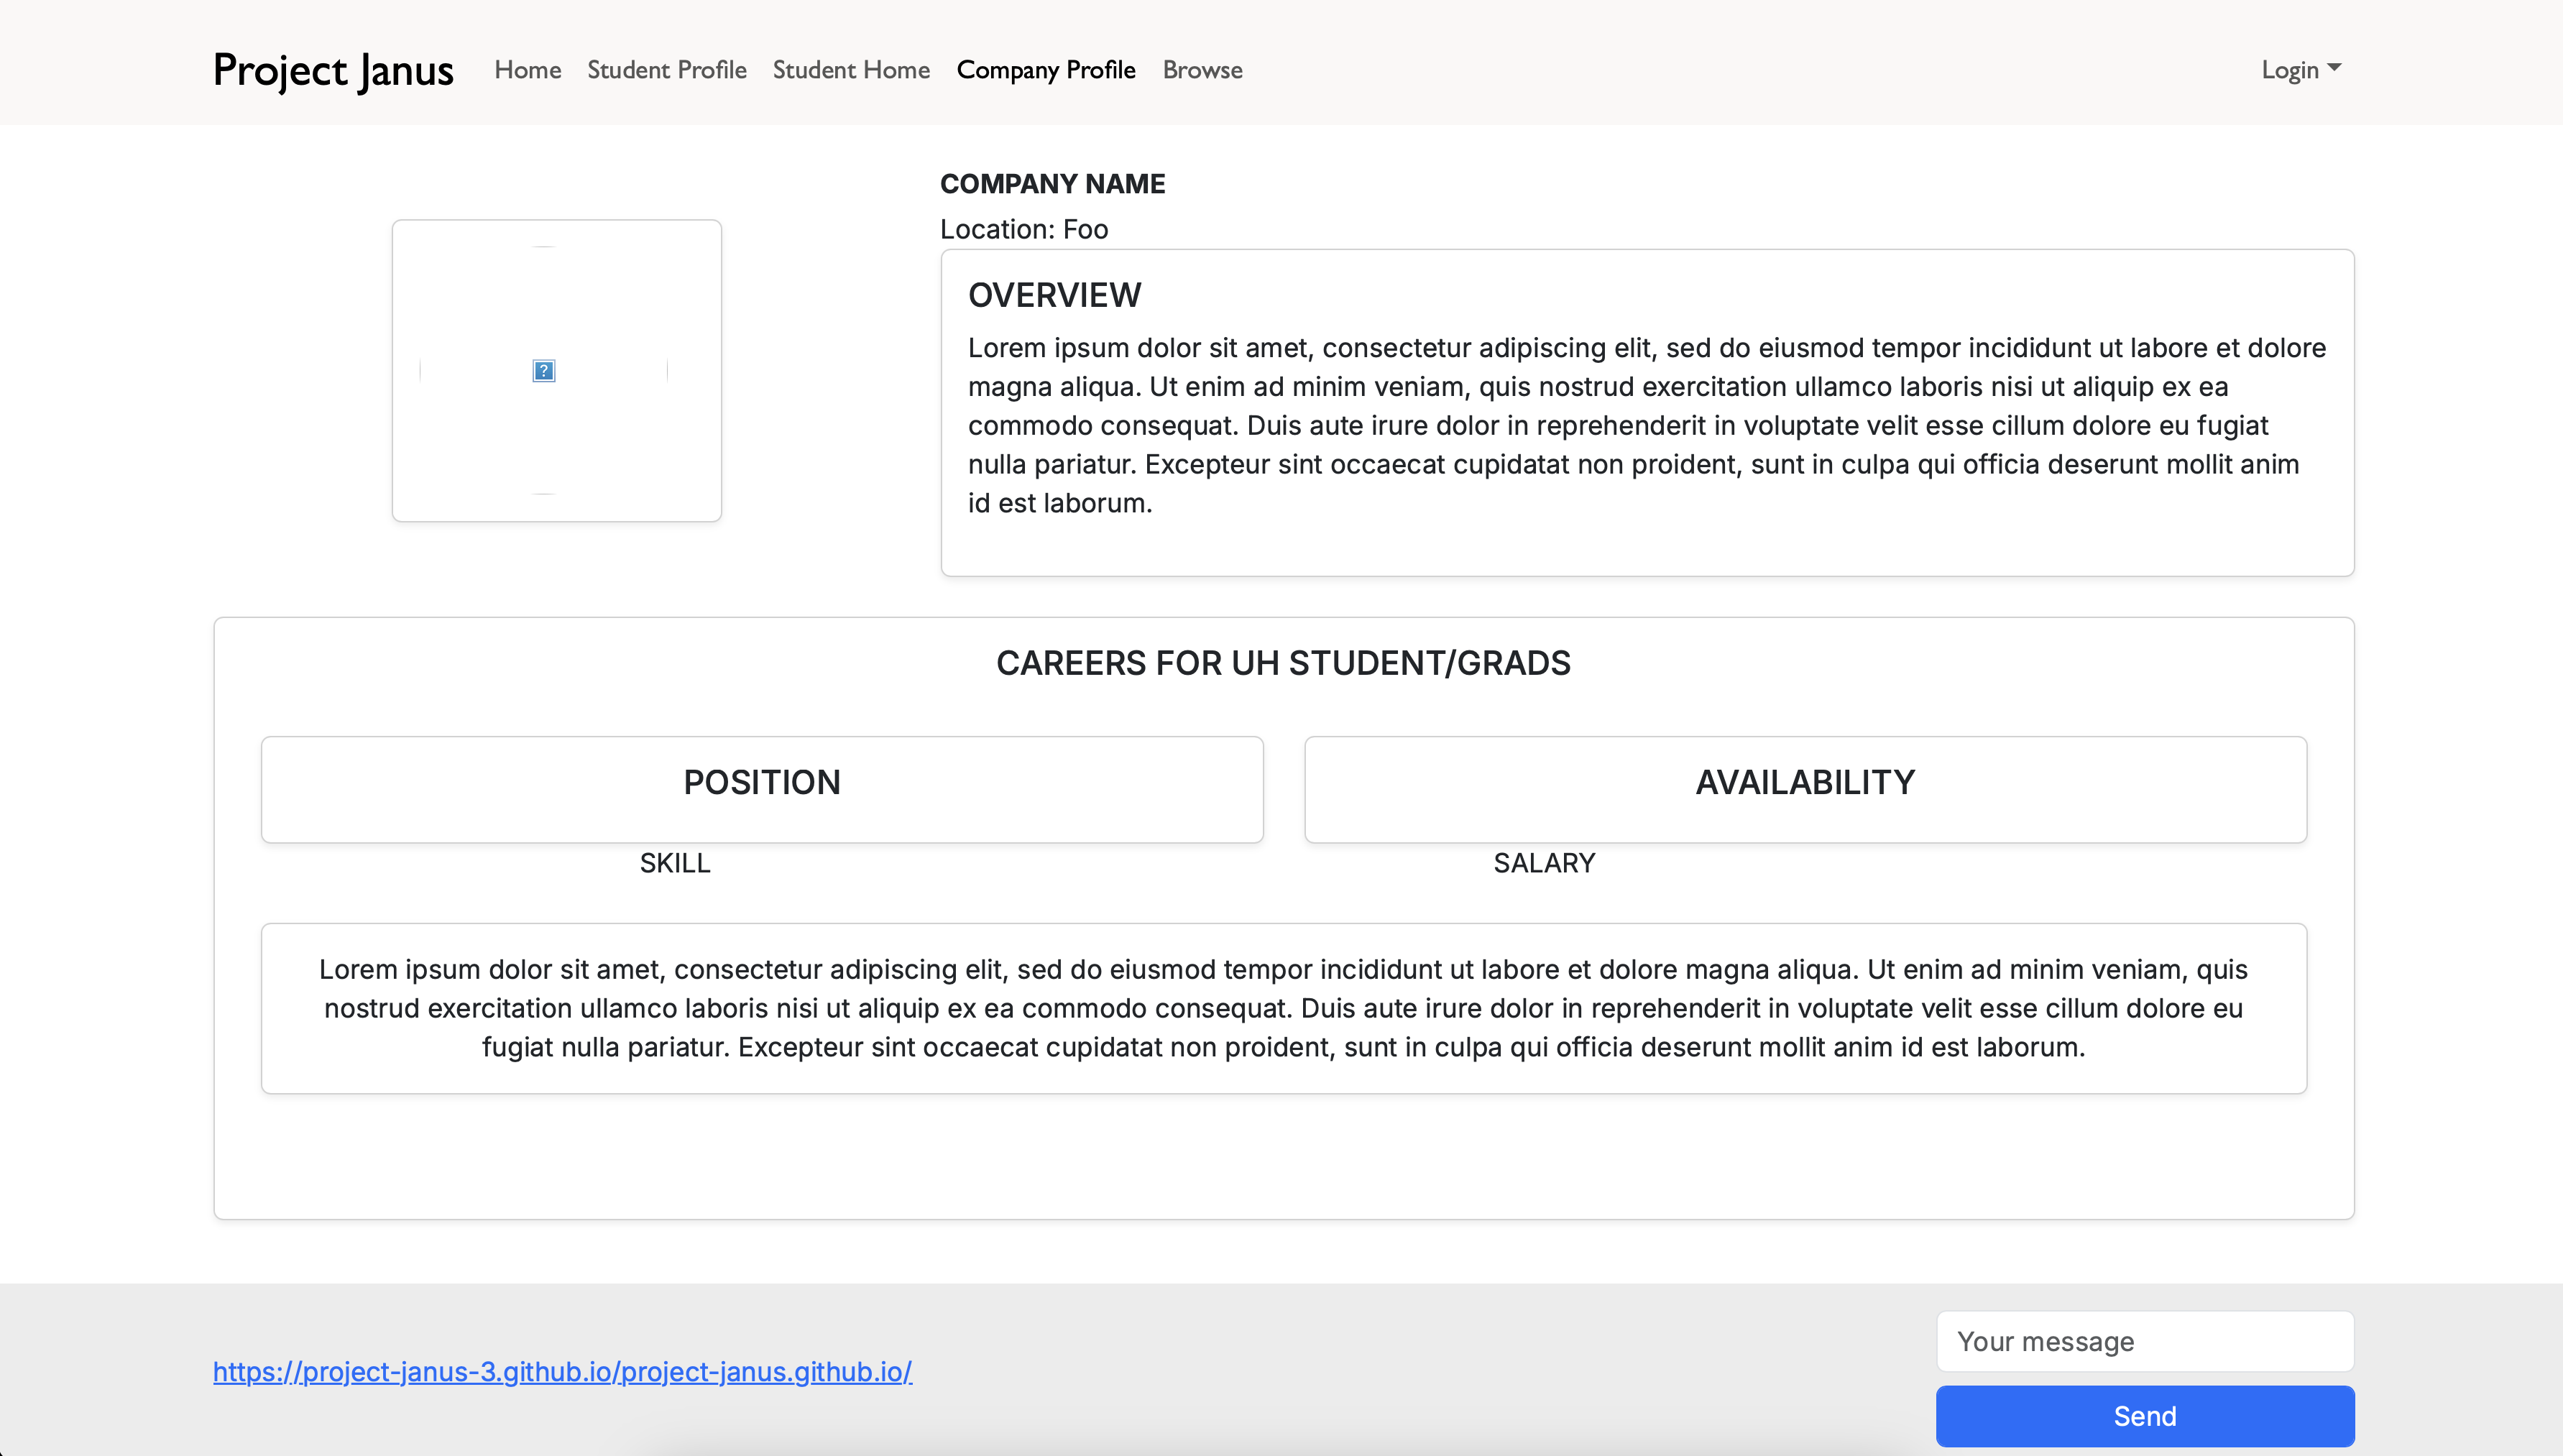 Project Janus Home Student Profile Student Home Company Profile Browse Login
COMPANY NAME
Location: Foo
?
OVERVIEW
Lorem ipsum dolor sit amet, consectetur adipiscing elit, sed do eiusmod tempor incididunt ut labore et dolore
magna aliqua. Ut enim ad minim veniam, quis nostrud exercitation ullamco laboris nisi ut aliquip ex ea
commodo consequat. Duis aute irure dolor in reprehenderit in voluptate velit esse cillum dolore eu fugiat
nulla pariatur. Excepteur sint occaecat cupidatat non proident, sunt in culpa qui officia deserunt mollit anim
id est laborum.
CAREERS FOR UH STUDENT/GRADS
POSITION AVAILABILITY
SKILL SALARY
Lorem ipsum dolor sit amet, consectetur adipiscing elit, sed do eiusmod tempor incididunt ut labore et dolore magna aliqua. Ut enim ad minim veniam, quis
nostrud exercitation ullamco laboris nisi ut aliquip ex ea commodo consequat. Duis aute irure dolor in reprehenderit in voluptate velit esse cillum dolore eu
fugiat nulla pariatur. Excepteur sint occaecat cupidatat non proident, sunt in culpa qui officia deserunt mollit anim id est laborum.
https://project-janus-3.github.io/project-janus.github.io/
Your message
Send